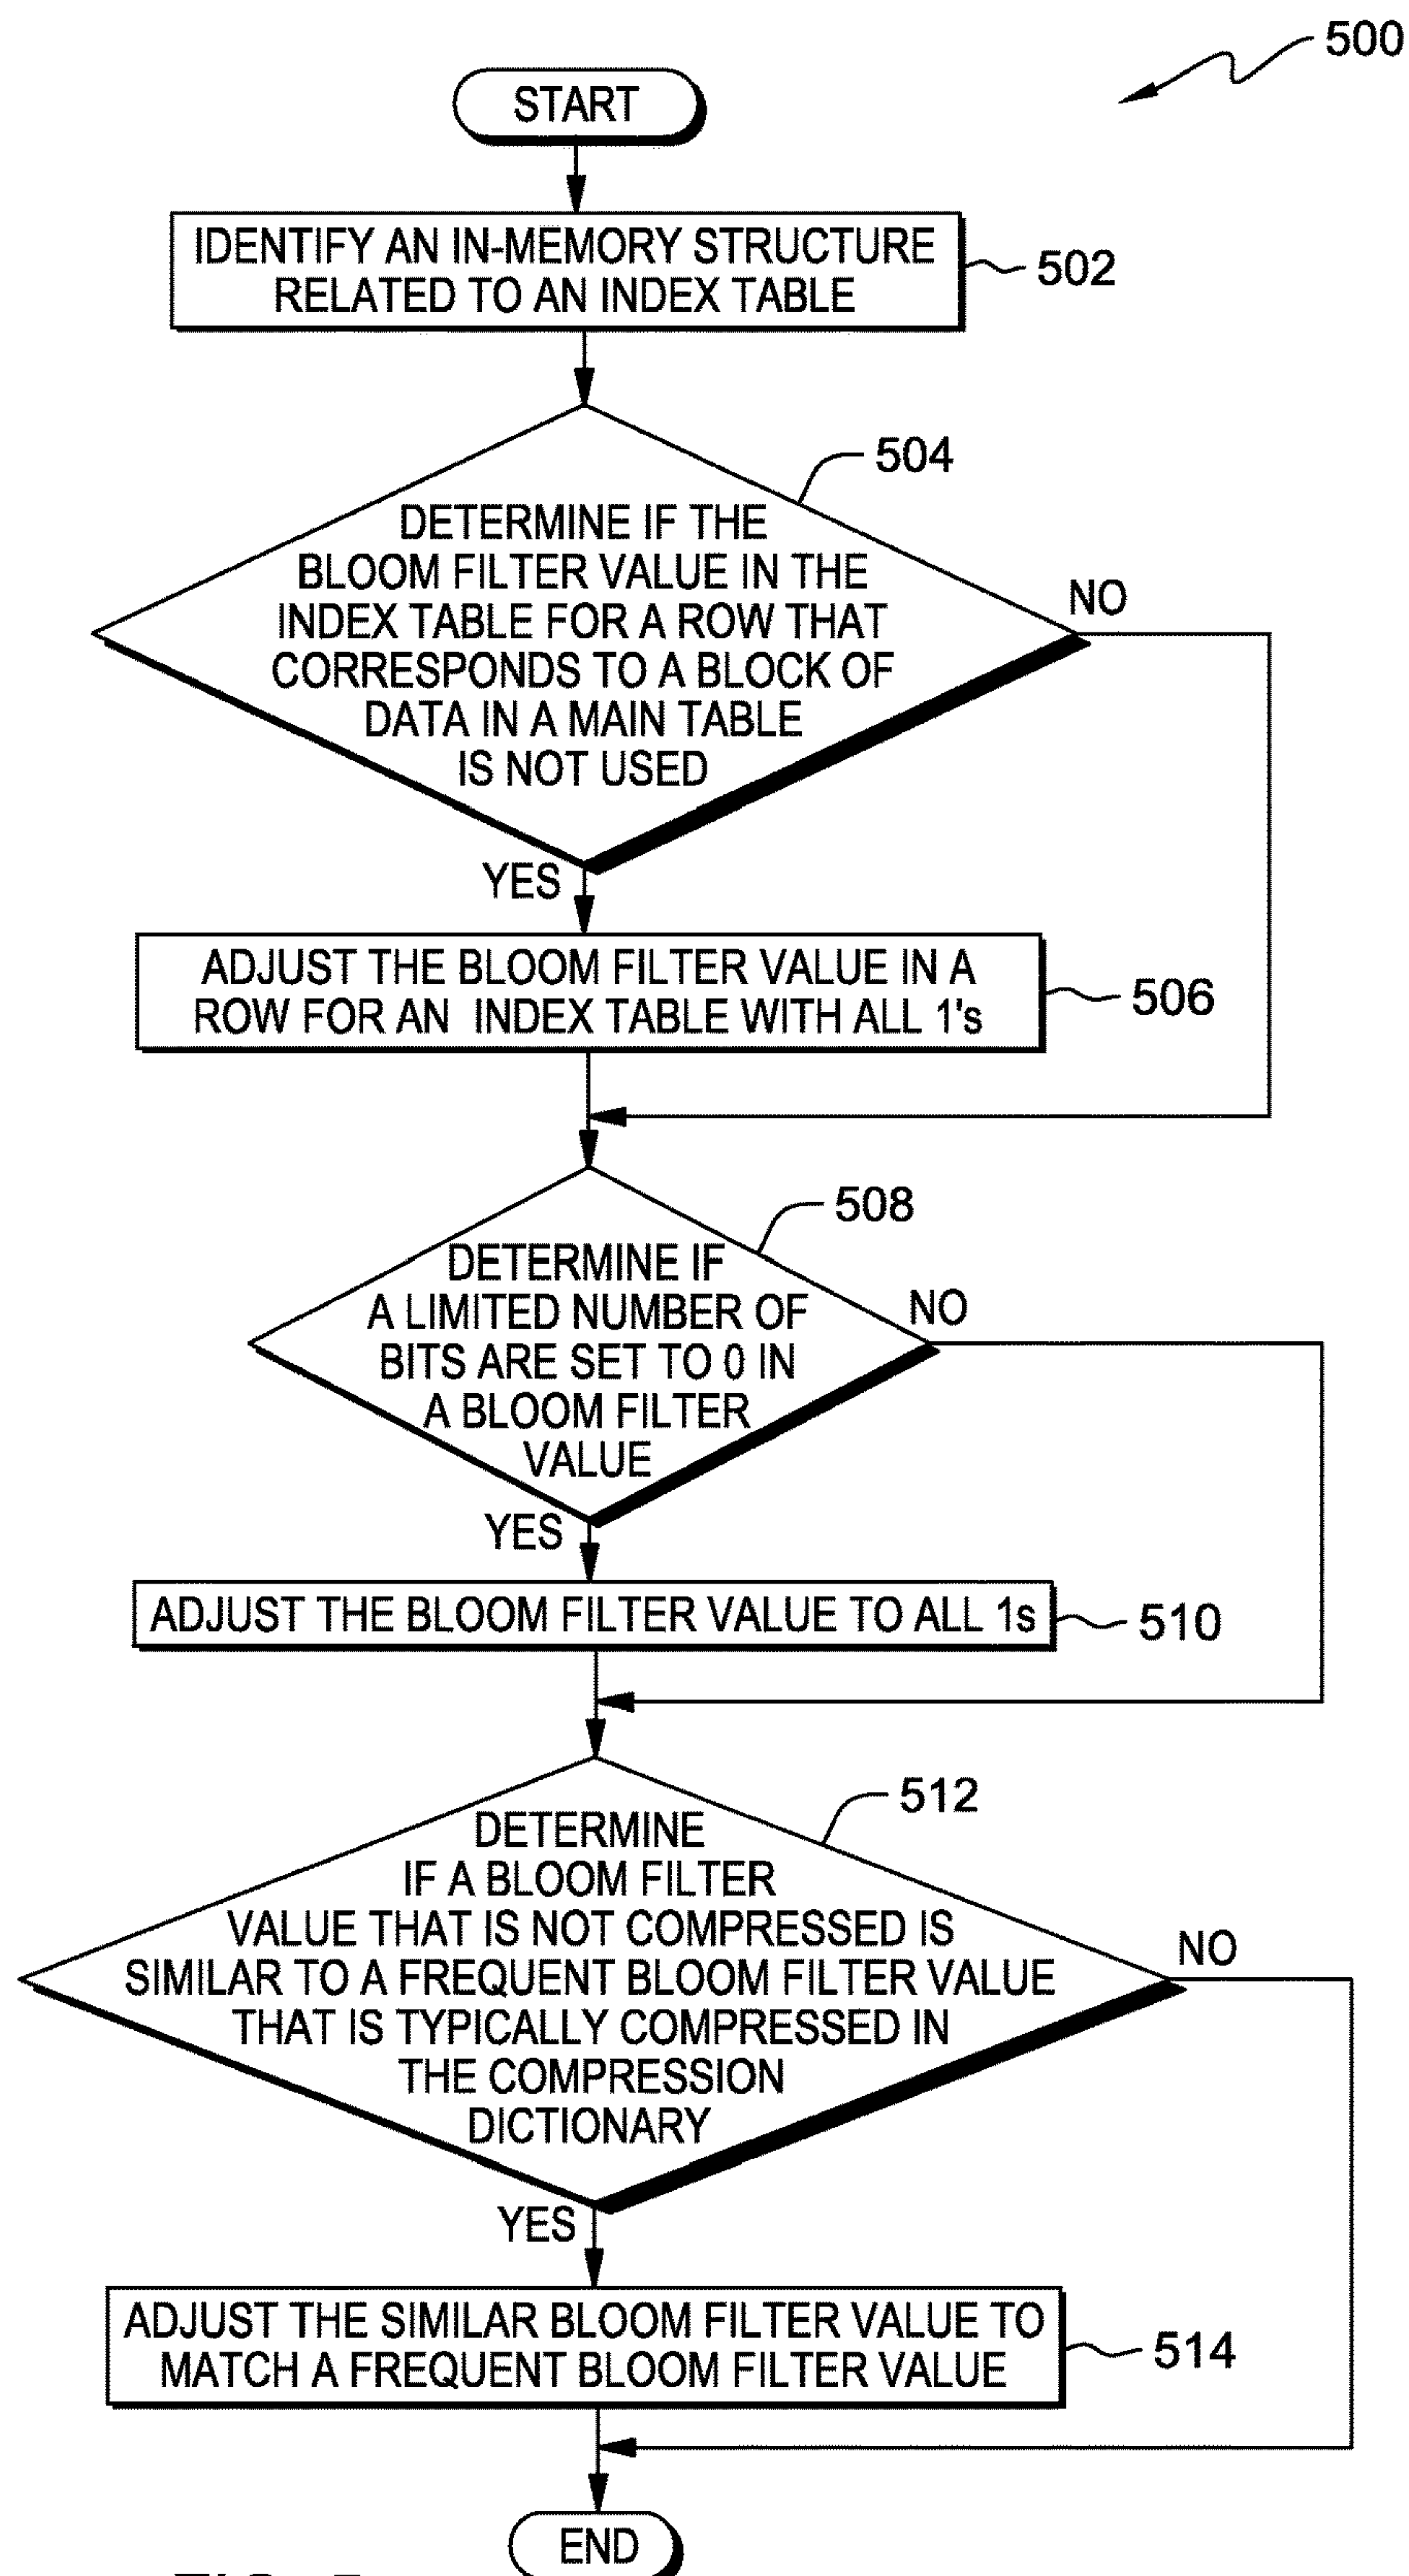 500
START
IDENTIFY AN IN-MEMORY STRUCTURE
RELATED TO AN INDEX TABLE
502
504
DETERMINE IF THE
BLOOM FILTER VALUE IN THE
INDEX TABLE FOR A ROW THAT
CORRESPONDS TO A BLOCK OF
DATA IN A MAIN TABLE
IS NOT USED
NO
YES
ADJUST THE BLOOM FILTER VALUE IN A
ROW FOR AN INDEX TABLE WITH ALL 1's
506
508
DETERMINE IF
A LIMITED NUMBER OF
BITS ARE SET TO 0 IN
A BLOOM FILTER
VALUE
NO
YES
ADJUST THE BLOOM FILTER VALUE TO ALL 1s
510
512
DETERMINE
IF A BLOOM FILTER
VALUE THAT IS NOT COMPRESSED IS
SIMILAR TO A FREQUENT BLOOM FILTER VALUE
THAT IS TYPICALLY COMPRESSED IN
THE COMPRESSION
DICTIONARY
NO
YES
ADJUST THE SIMILAR BLOOM FILTER VALUE TO
MATCH A FREQUENT BLOOM FILTER VALUE
514
END